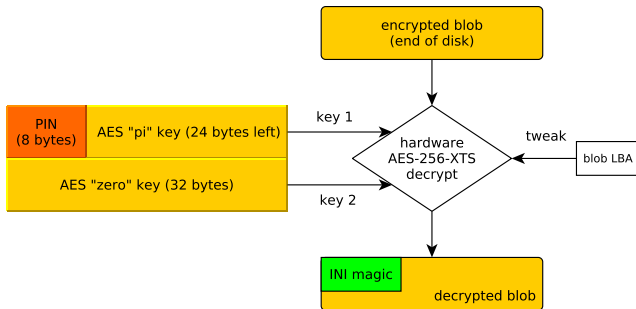 encrypted blob
(end of disk)
PIN
(8 bytes)
AES "pi" key (24 bytes left)
key 1
hardware
AES-256-XTS
decrypt
tweak
blob LBA
AES "zero" key (32 bytes)
key 2
INI magic
decrypted blob